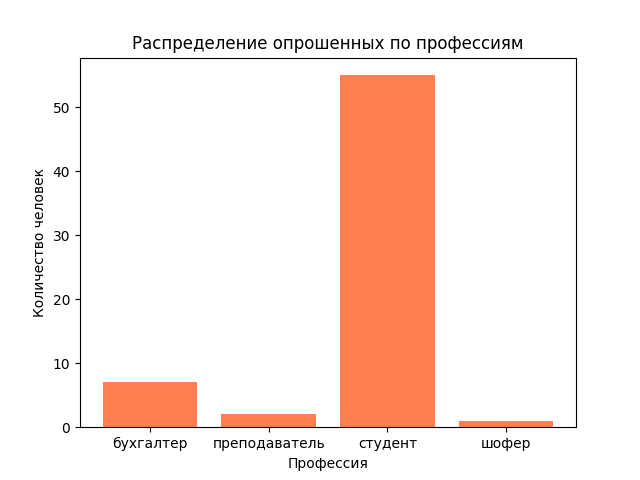 Распределение опрошенных по профессиям
Количество человек
50
40
30
20
10
0
бухгалтер преподаватель студент шофер
Профессия